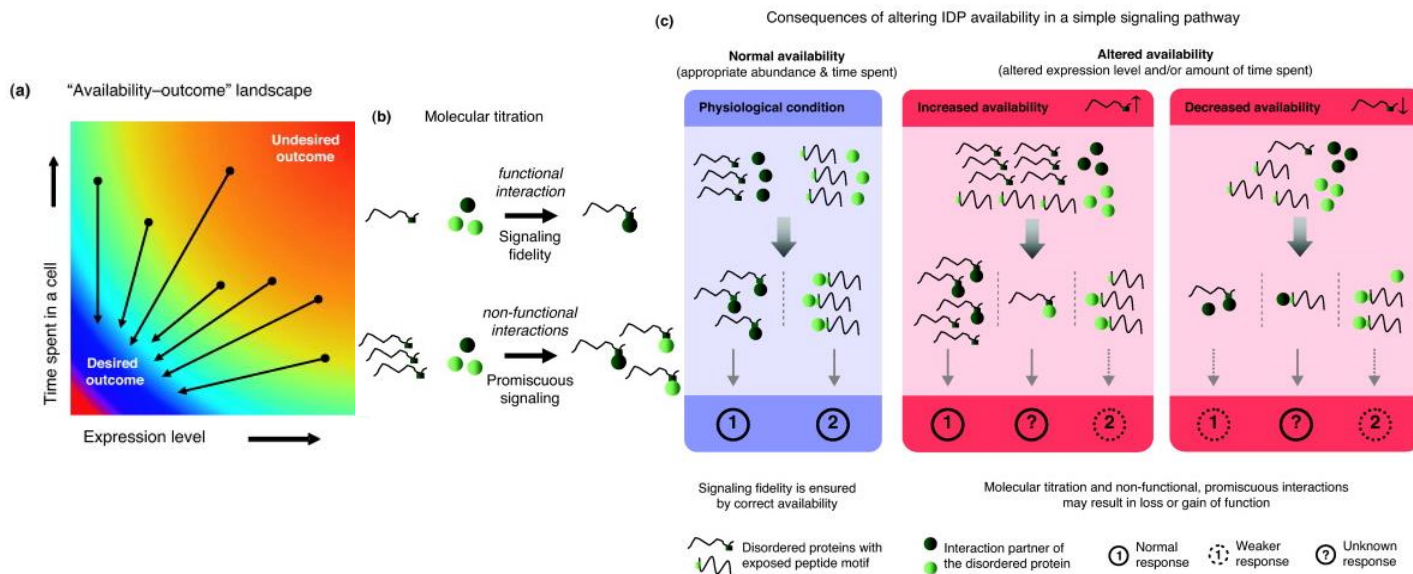 (a)
"Availability–outcome" landscape
Undesired
outcome
Desired
outcome
Time spent in a cell
Expression level
(b)
Molecular titration
functional
interaction
Signaling
fidelity
non-functional
interactions
Promiscuous
signaling
(c)
Consequences of altering IDP availability in a simple signaling pathway
Normal availability
(appropriate abundance & time spent)
Altered availability
(altered expression level and/or amount of time spent)
Physiological condition
Increased availability
Decreased availability
1
2
1
?
2
1
?
2
Signaling fidelity is ensured
by correct availability
Molecular titration and non-functional, promiscuous interactions
may result in loss or gain of function
Disordered proteins with
exposed peptide motif
Interaction partner of
the disordered protein
1 Normal
response
1 Weaker
response
? Unknown
response